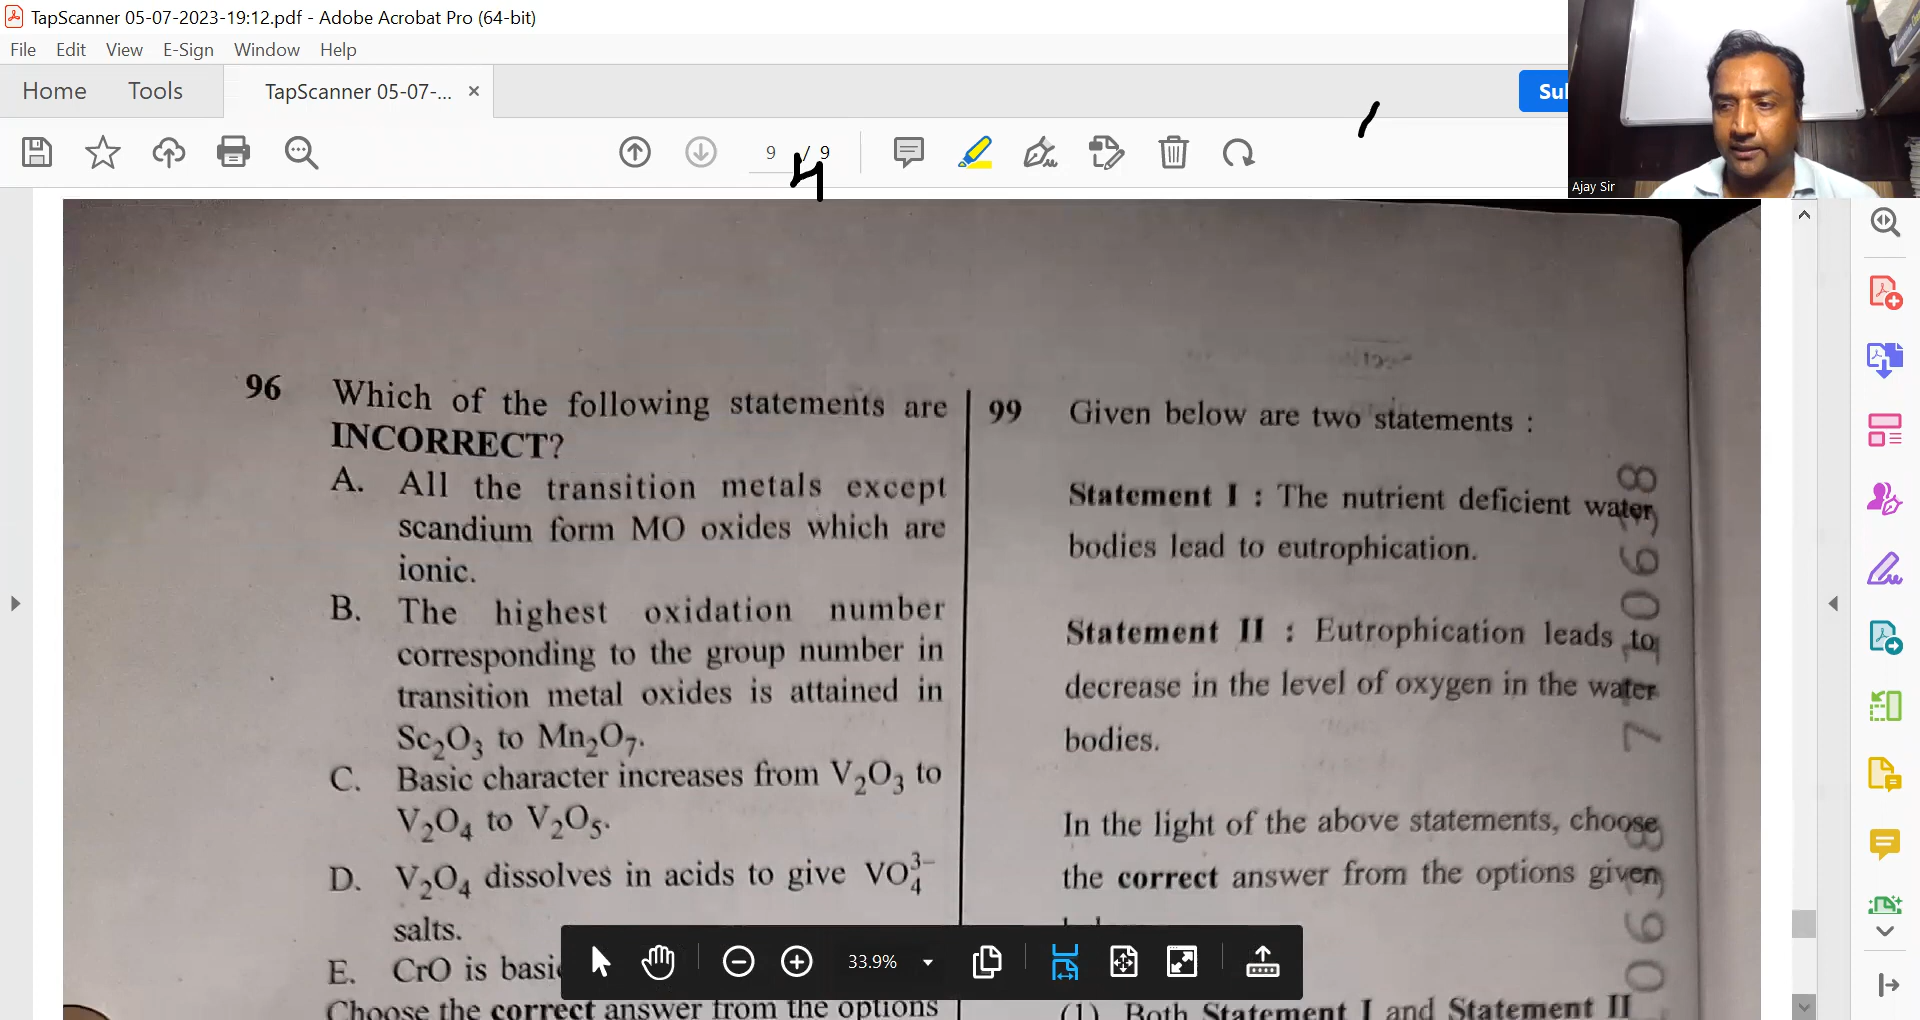 TapScanner 05-07-2023-19:12.pdf - Adobe Acrobat Pro (64-bit)
File Edit View E-Sign Window Help
Home Tools TapScanner 05-07-... ×
9 / 9
4
Ajay Sir
96 Which of the following statements are
INCORRECT?
A. All the transition metals except
scandium form MO oxides which are
ionic.
B. The highest oxidation number
corresponding to the group number in
transition metal oxides is attained in
Sc₂O₃ to Mn₂O₇.
C. Basic character increases from V₂O₃ to
V₂O₄ to V₂O₅.
D. V₂O₄ dissolves in acids to give VO₄³⁻
salts.
E. CrO is
Choose the correct answer from the options
99 Given below are two statements :
Statement I : The nutrient deficient water
bodies lead to eutrophication.
Statement II : Eutrophication leads to
decrease in the level of oxygen in the water
bodies.
In the light of the above statements, choose
the correct answer from the options given
(1) Both Statement I and Statement II
33.9%